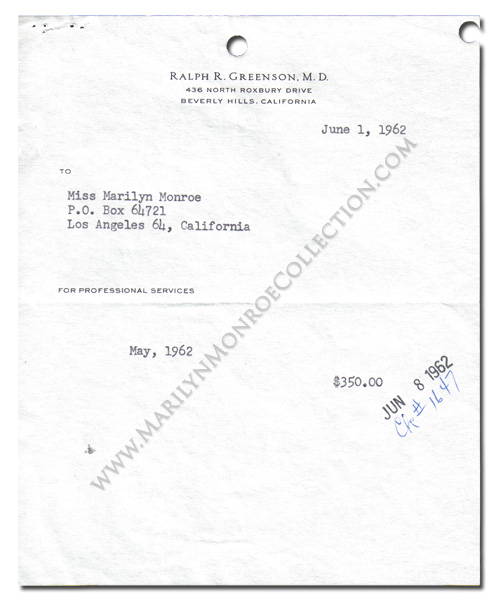 RALPH R. GREENSON, M.D.
436 NORTH ROXBURY DRIVE
BEVERLY HILLS, CALIFORNIA
June 1, 1962
TO
Miss Marilyn Monroe
P.O. Box 64721
Los Angeles 64, California
FOR PROFESSIONAL SERVICES
May, 1962
$350.00
JUN 8 1962
CK# 1647
WWW.MARILYNMONROECOLLECTION.COM